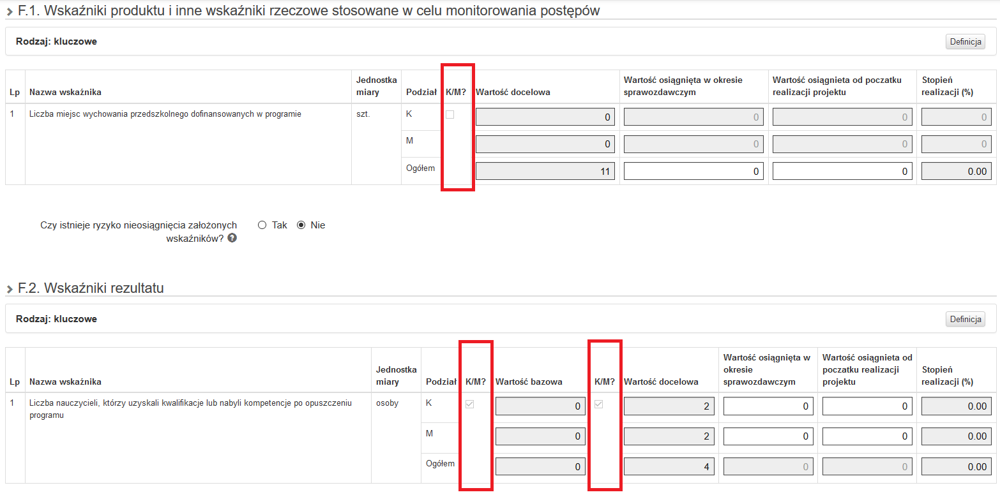 F.1. Wskaźniki produktu i inne wskaźniki rzeczowe stosowane w celu monitorowania postępów
Rodzaj: kluczowe
Definicja
Lp Nazwa wskaźnika Jednostka miary Podział K/M? Wartość docelowa Wartość osiągnięta w okresie sprawozdawczym Wartość osiągnieta od poczatku realizacji projektu Stopień realizacji (%)
1 Liczba miejsc wychowania przedszkolnego dofinansowanych w programie szt. K 0 0 0 0
M 0 0 0 0
Ogółem 11 0 0 0.00
Czy istnieje ryzyko nieosiągnięcia założonych
wskaźników? ? Tak Nie
F.2. Wskaźniki rezultatu
Rodzaj: kluczowe
Definicja
Lp Nazwa wskaźnika Jednostka miary Podział K/M? Wartość bazowa K/M? Wartość docelowa Wartość osiągnięta w okresie sprawozdawczym Wartość osiągnieta od poczatku realizacji projektu Stopień realizacji (%)
1 Liczba nauczycieli, którzy uzyskali kwalifikacje lub nabyli kompetencje po opuszczeniu programu osoby K 0 2 0 0 0.00
M 0 2 0 0 0.00
Ogółem 0 4 0 0 0.00